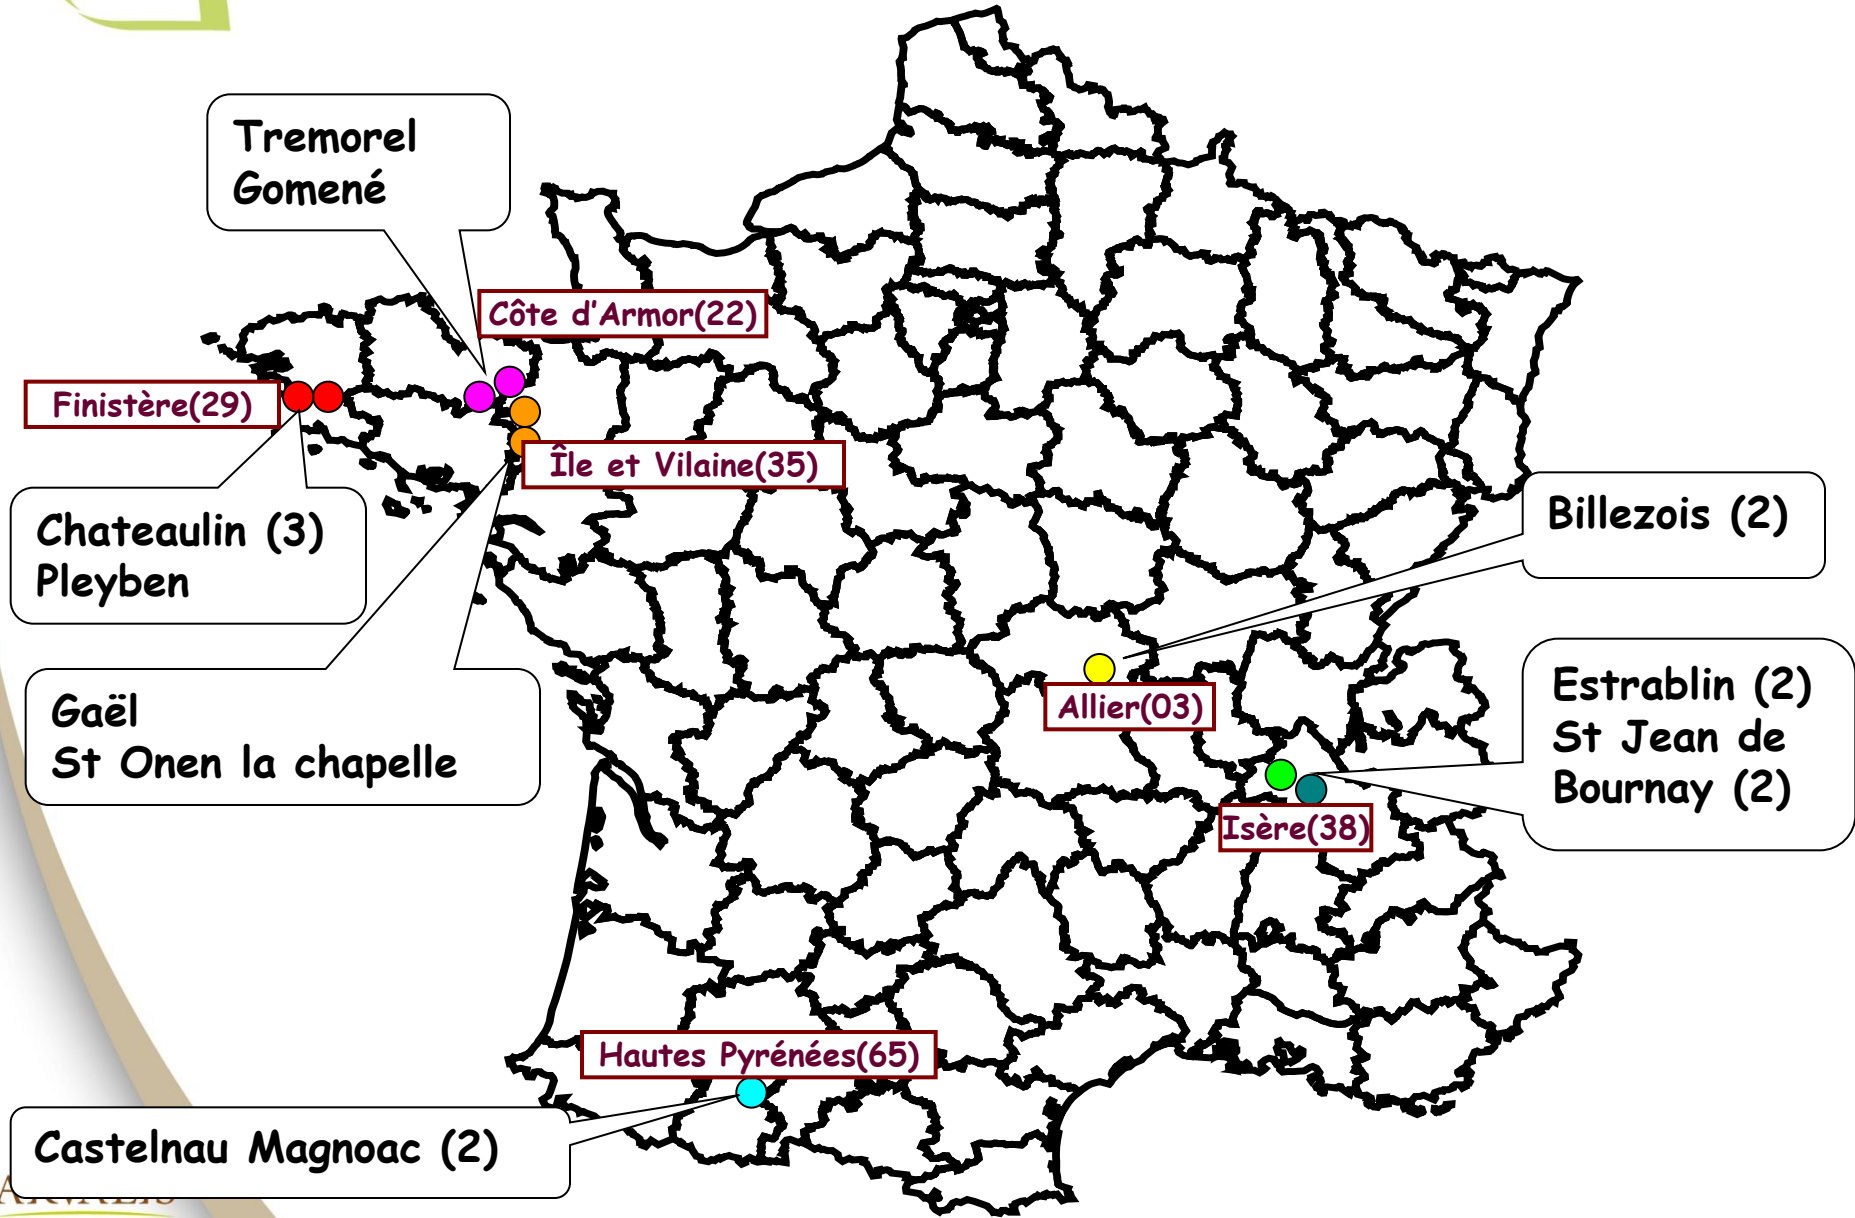 Tremorel
Gomené
Côte d'Armor(22)
Finistère(29)
Île et Vilaine(35)
Chateaulin (3)
Pleyben
Billezois (2)
Gaël
St Onen la chapelle
Allier(03)
Estrablin (2)
St Jean de
Bournay (2)
Isère(38)
Hautes Pyrénées(65)
Castelnau Magnoac (2)